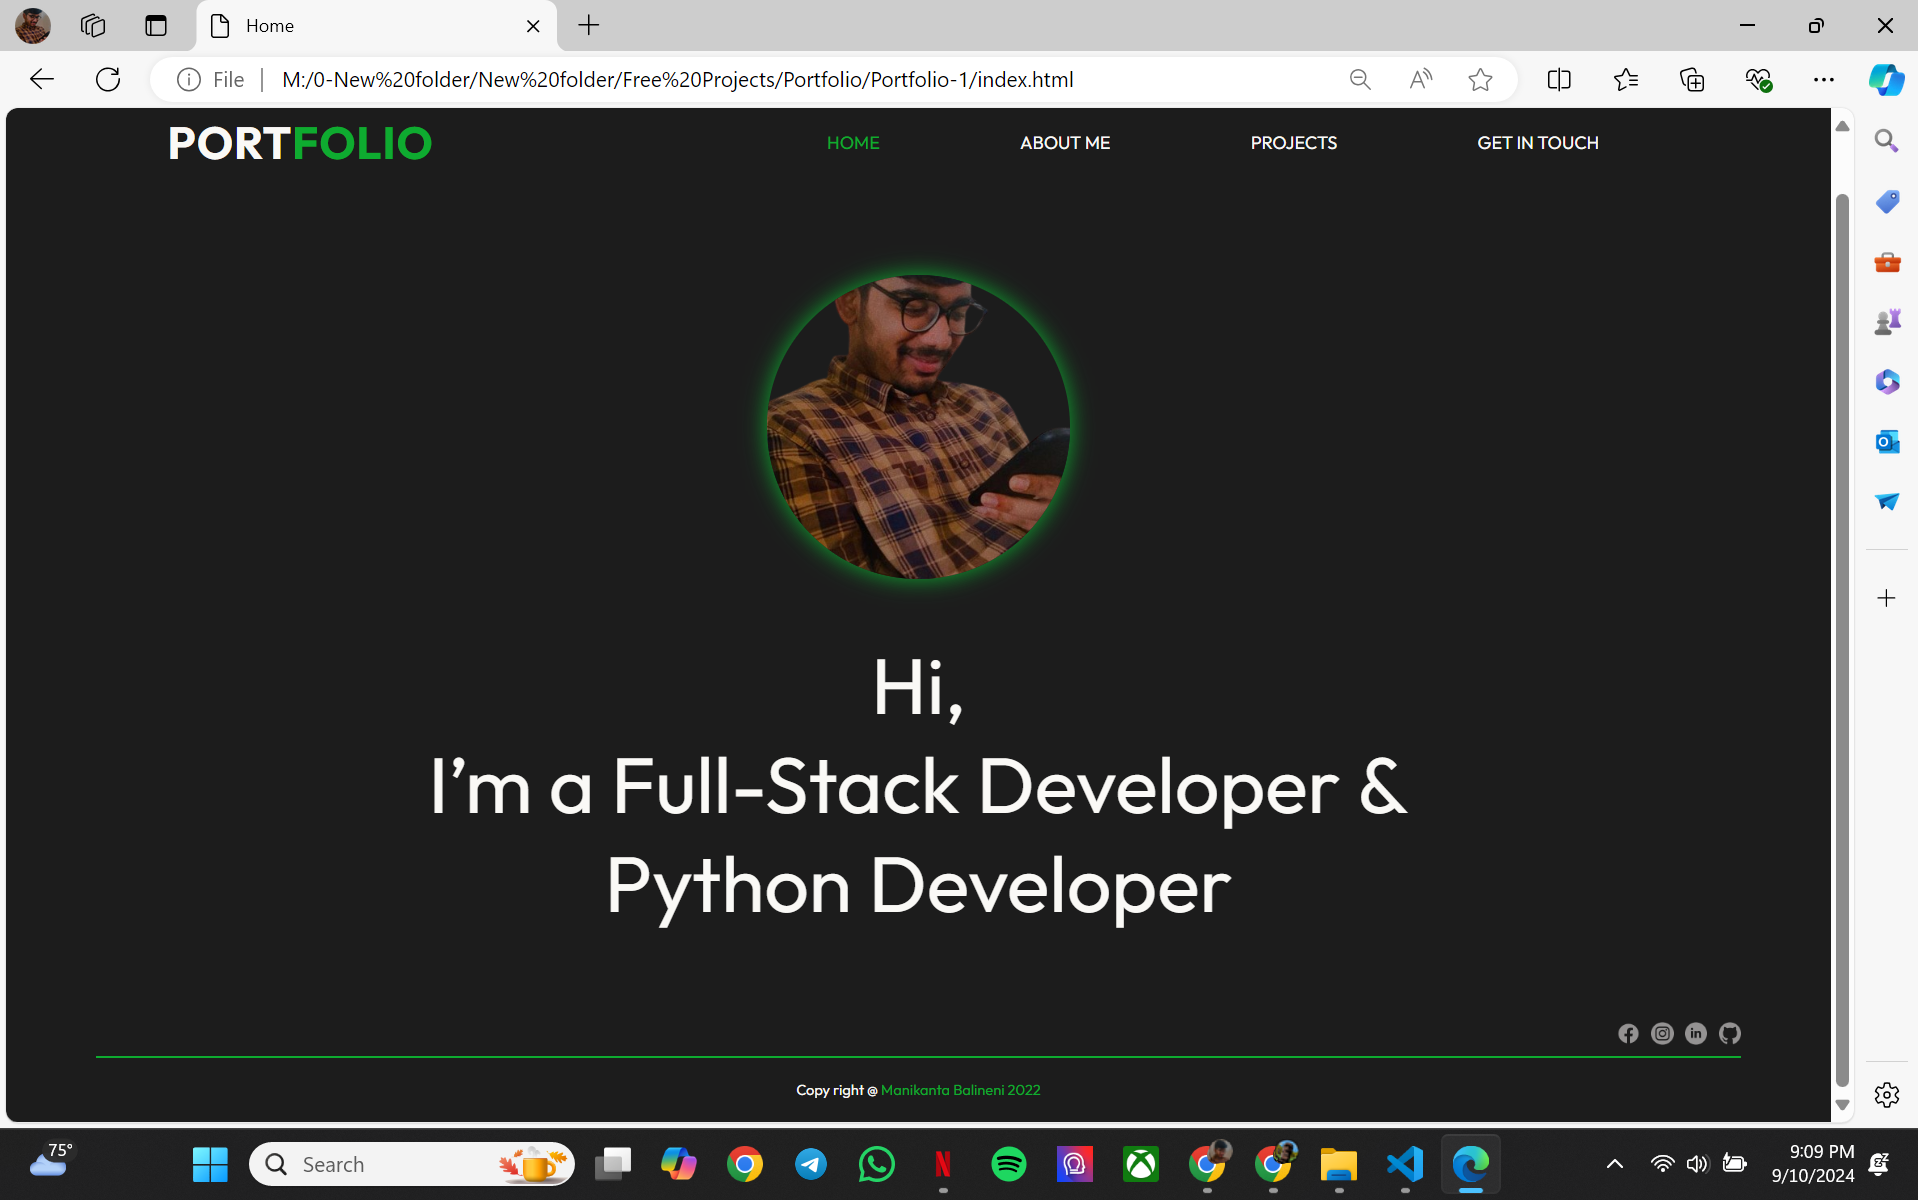 Home
File
M:/0-New%20folder/New%20folder/Free%20Projects/Portfolio/Portfolio-1/index.html
PORTFOLIO
HOME
ABOUT ME
PROJECTS
GET IN TOUCH
Hi,
I’m a Full-Stack Developer &
Python Developer
Copy right @ Manikanta Balineni 2022
75°
Search
9:09 PM
9/10/2024